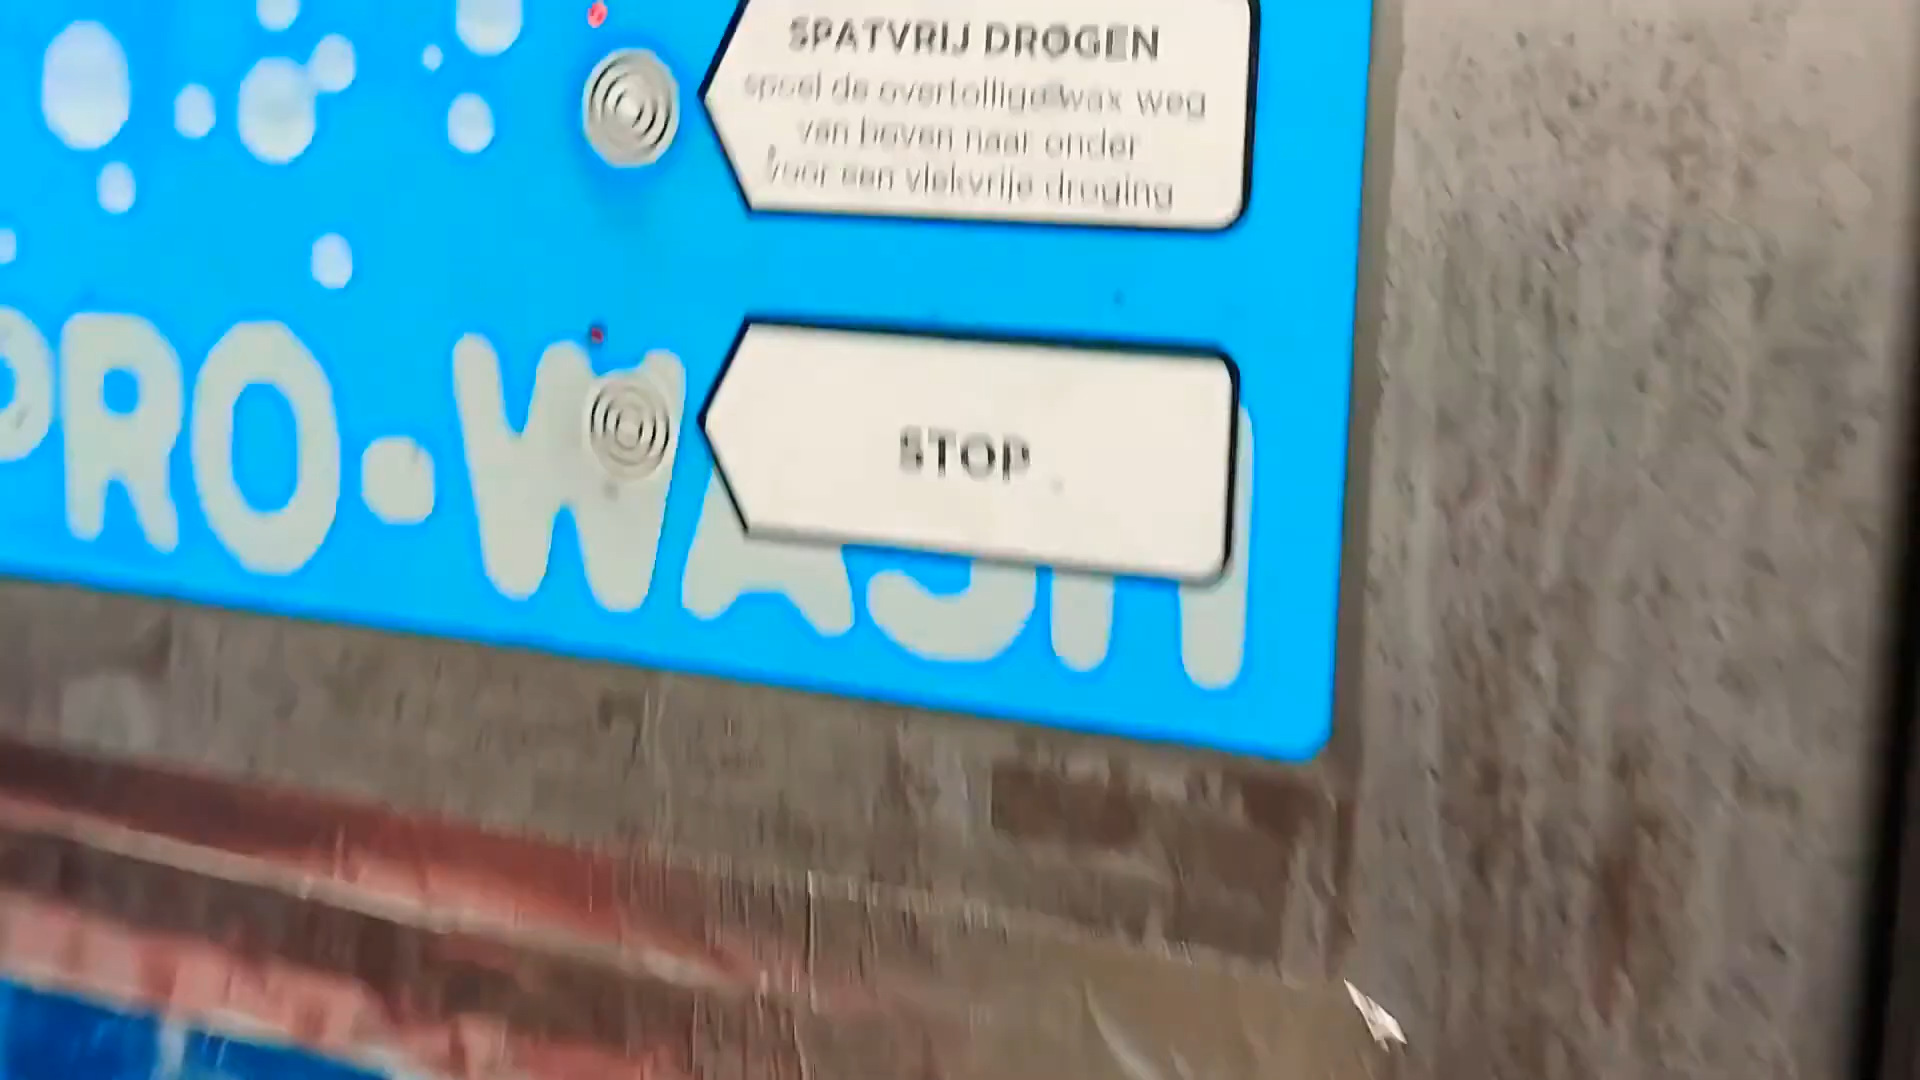 SPATVRIJ DROGEN
spoel de overtollige wax weg
van boven naar onder
voor een vlekvrije droging
STOP
PRO•WASH